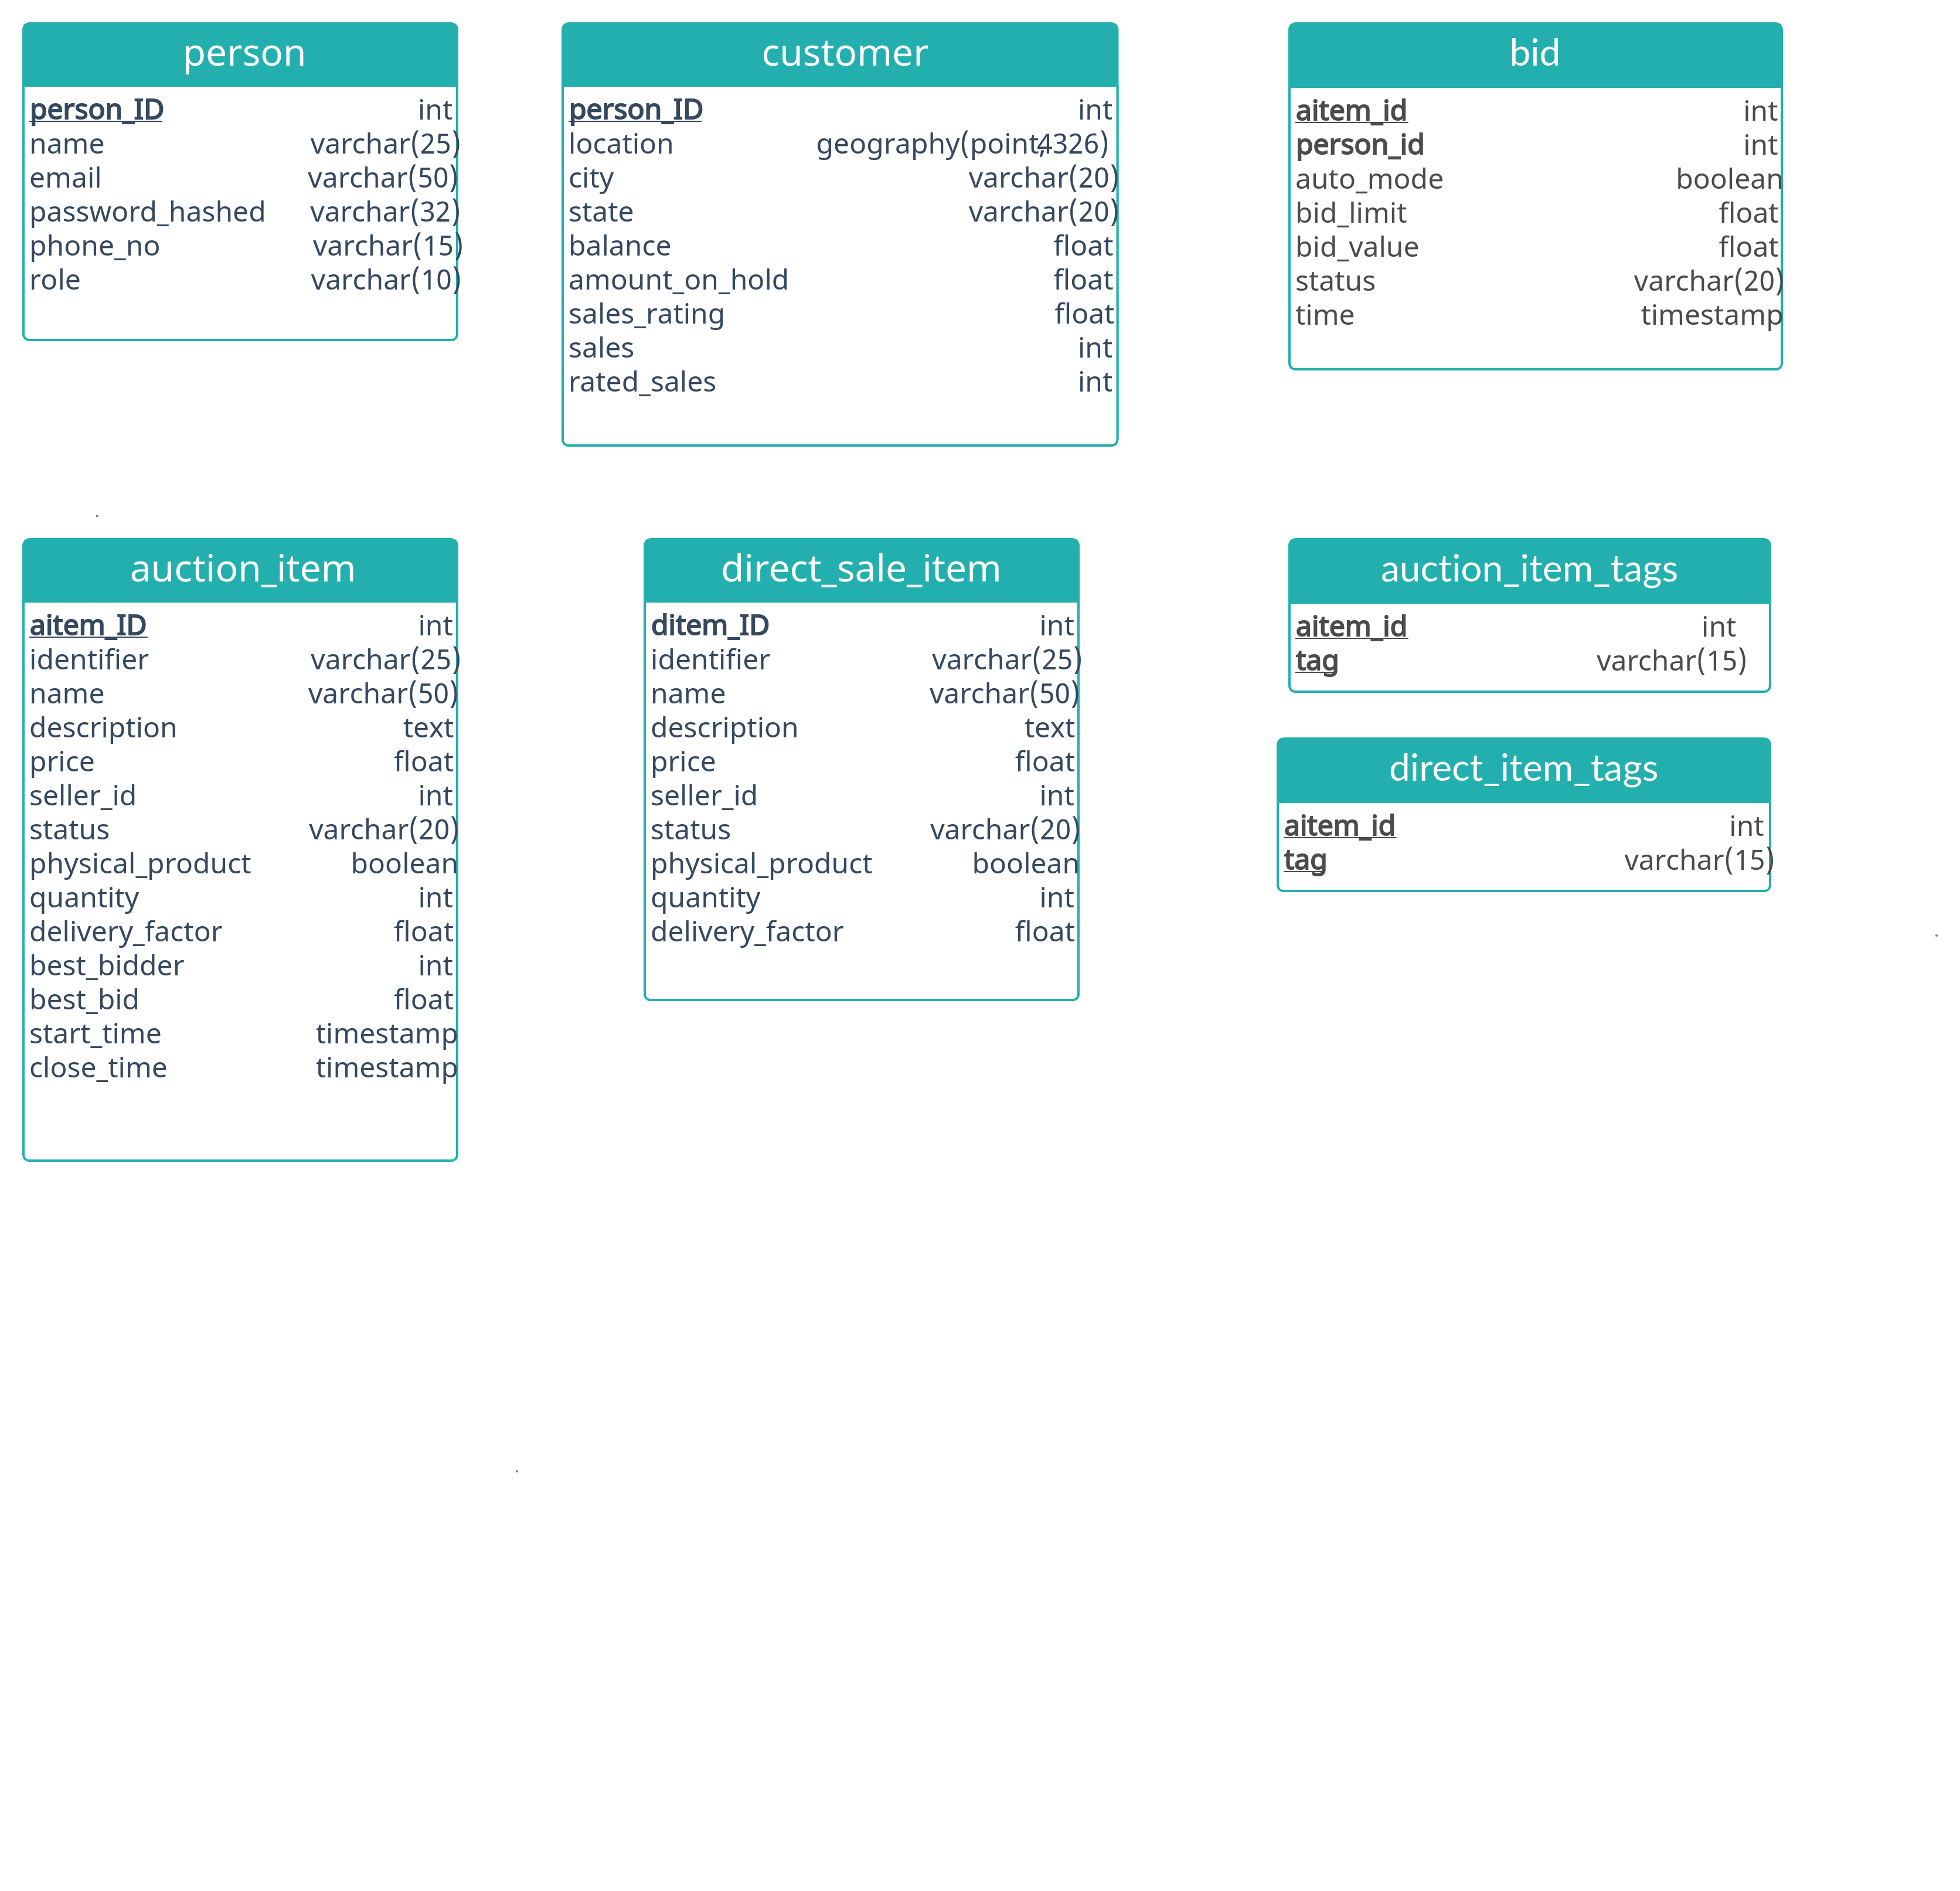 person
person_ID int
name varchar(25)
email varchar(50)
password_hashed varchar(32)
phone_no varchar(15)
role varchar(10)
customer
person_ID int
location geography(point,4326)
city varchar(20)
state varchar(20)
balance float
amount_on_hold float
sales_rating float
sales int
rated_sales int
bid
aitem_id int
person_id int
auto_mode boolean
bid_limit float
bid_value float
status varchar(20)
time timestamp
auction_item
aitem_ID int
identifier varchar(25)
name varchar(50)
description text
price float
seller_id int
status varchar(20)
physical_product boolean
quantity int
delivery_factor float
best_bidder int
best_bid float
start_time timestamp
close_time timestamp
direct_sale_item
ditem_ID int
identifier varchar(25)
name varchar(50)
description text
price float
seller_id int
status varchar(20)
physical_product boolean
quantity int
delivery_factor float
auction_item_tags
aitem_id int
tag varchar(15)
direct_item_tags
aitem_id int
tag varchar(15)